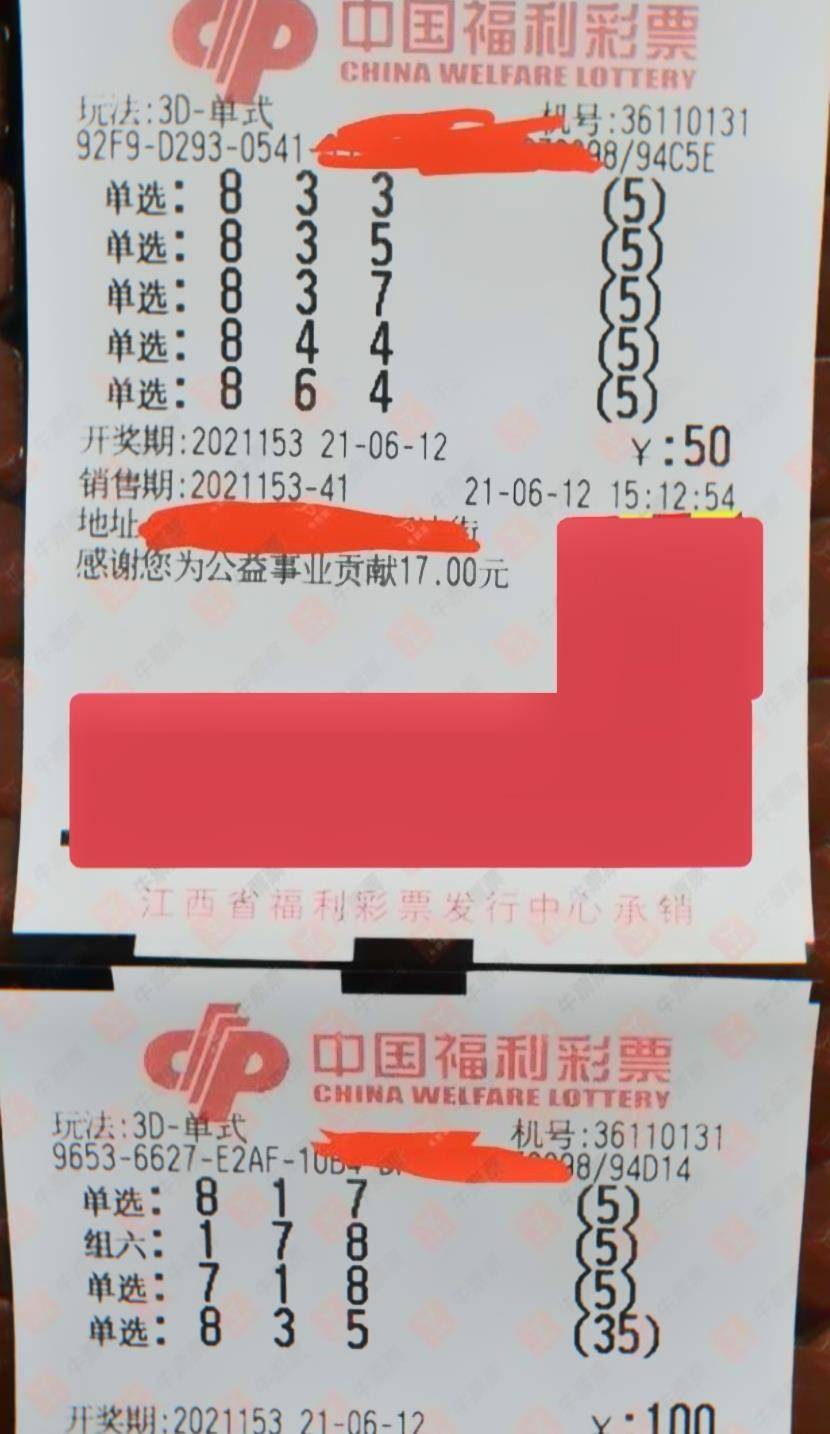 中国福利彩票
CHINA WELFARE LOTTERY
玩法:3D-单式 机号:36110131
92F9-D293-0541- 98/94C5E
单选: 8 3 3 (5)
单选: 8 3 5 (5)
单选: 8 3 7 (5)
单选: 8 4 4 (5)
单选: 8 6 4 (5)
开奖期:2021153 21-06-12 ¥:50
销售期:2021153-41 21-06-12 15:12:54
地址 街
感谢您为公益事业贡献17.00元
江西省福利彩票发行中心承销
中国福利彩票
CHINA WELFARE LOTTERY
玩法:3D-单式 机号:36110131
9653-6627-E2AF- 98/94D14
单选: 8 1 7 (5)
组六: 1 7 8 (5)
单选: 7 1 8 (5)
单选: 8 3 5 (35)
开奖期:2021153 21-06-12 ¥:100